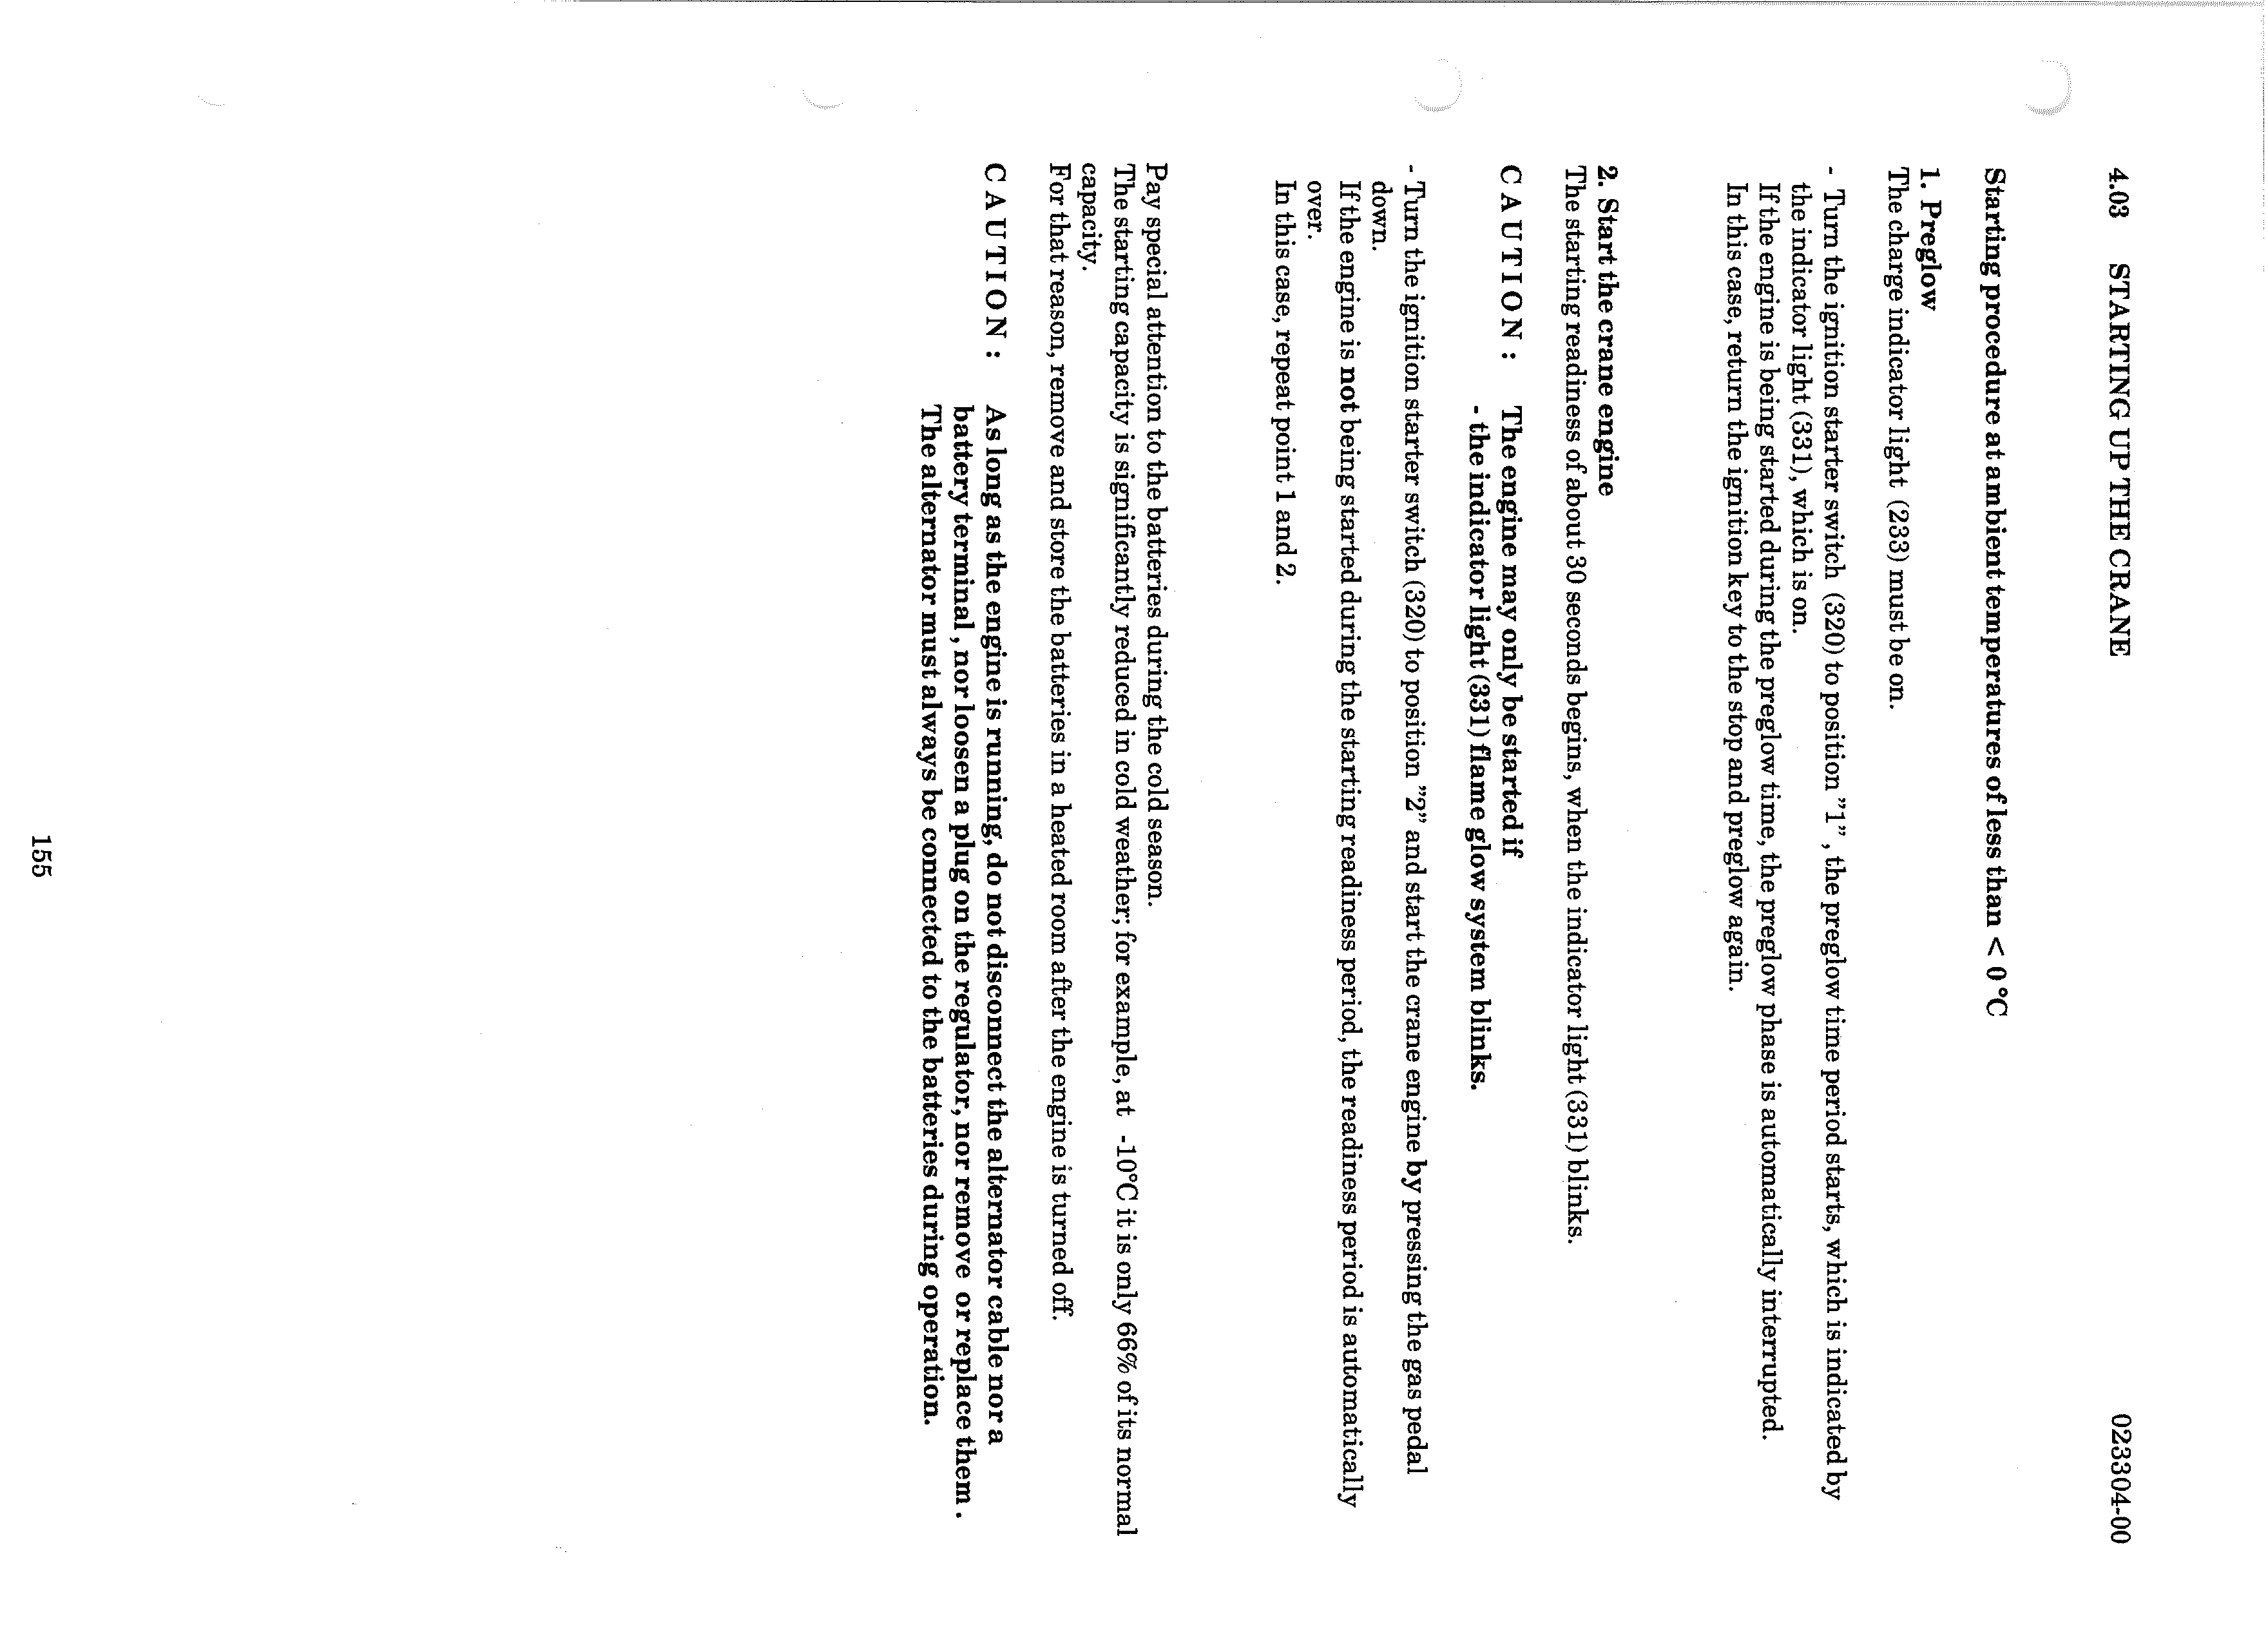 4.03 STARTING UP THE CRANE 023304-00
Starting procedure at ambient temperatures of less than < 0 °C
1. Preglow
The charge indicator light (233) must be on.
- Turn the ignition starter switch (320) to position "1" , the preglow time period starts, which is indicated by
the indicator light (331), which is on.
If the engine is being started during the preglow time, the preglow phase is automatically interrupted.
In this case, return the ignition key to the stop and preglow again.
2. Start the crane engine
The starting readiness of about 30 seconds begins, when the indicator light (331) blinks.
C A U T I O N : The engine may only be started if
- the indicator light (331) flame glow system blinks.
- Turn the ignition starter switch (320) to position "2" and start the crane engine by pressing the gas pedal
down.
If the engine is not being started during the starting readiness period, the readiness period is automatically
over.
In this case, repeat point 1 and 2.
Pay special attention to the batteries during the cold season.
The starting capacity is significantly reduced in cold weather; for example, at -10°C it is only 66% of its normal
capacity.
For that reason, remove and store the batteries in a heated room after the engine is turned off.
C A U T I O N : As long as the engine is running, do not disconnect the alternator cable nor a
battery terminal , nor loosen a plug on the regulator, nor remove or replace them .
The alternator must always be connected to the batteries during operation.
155